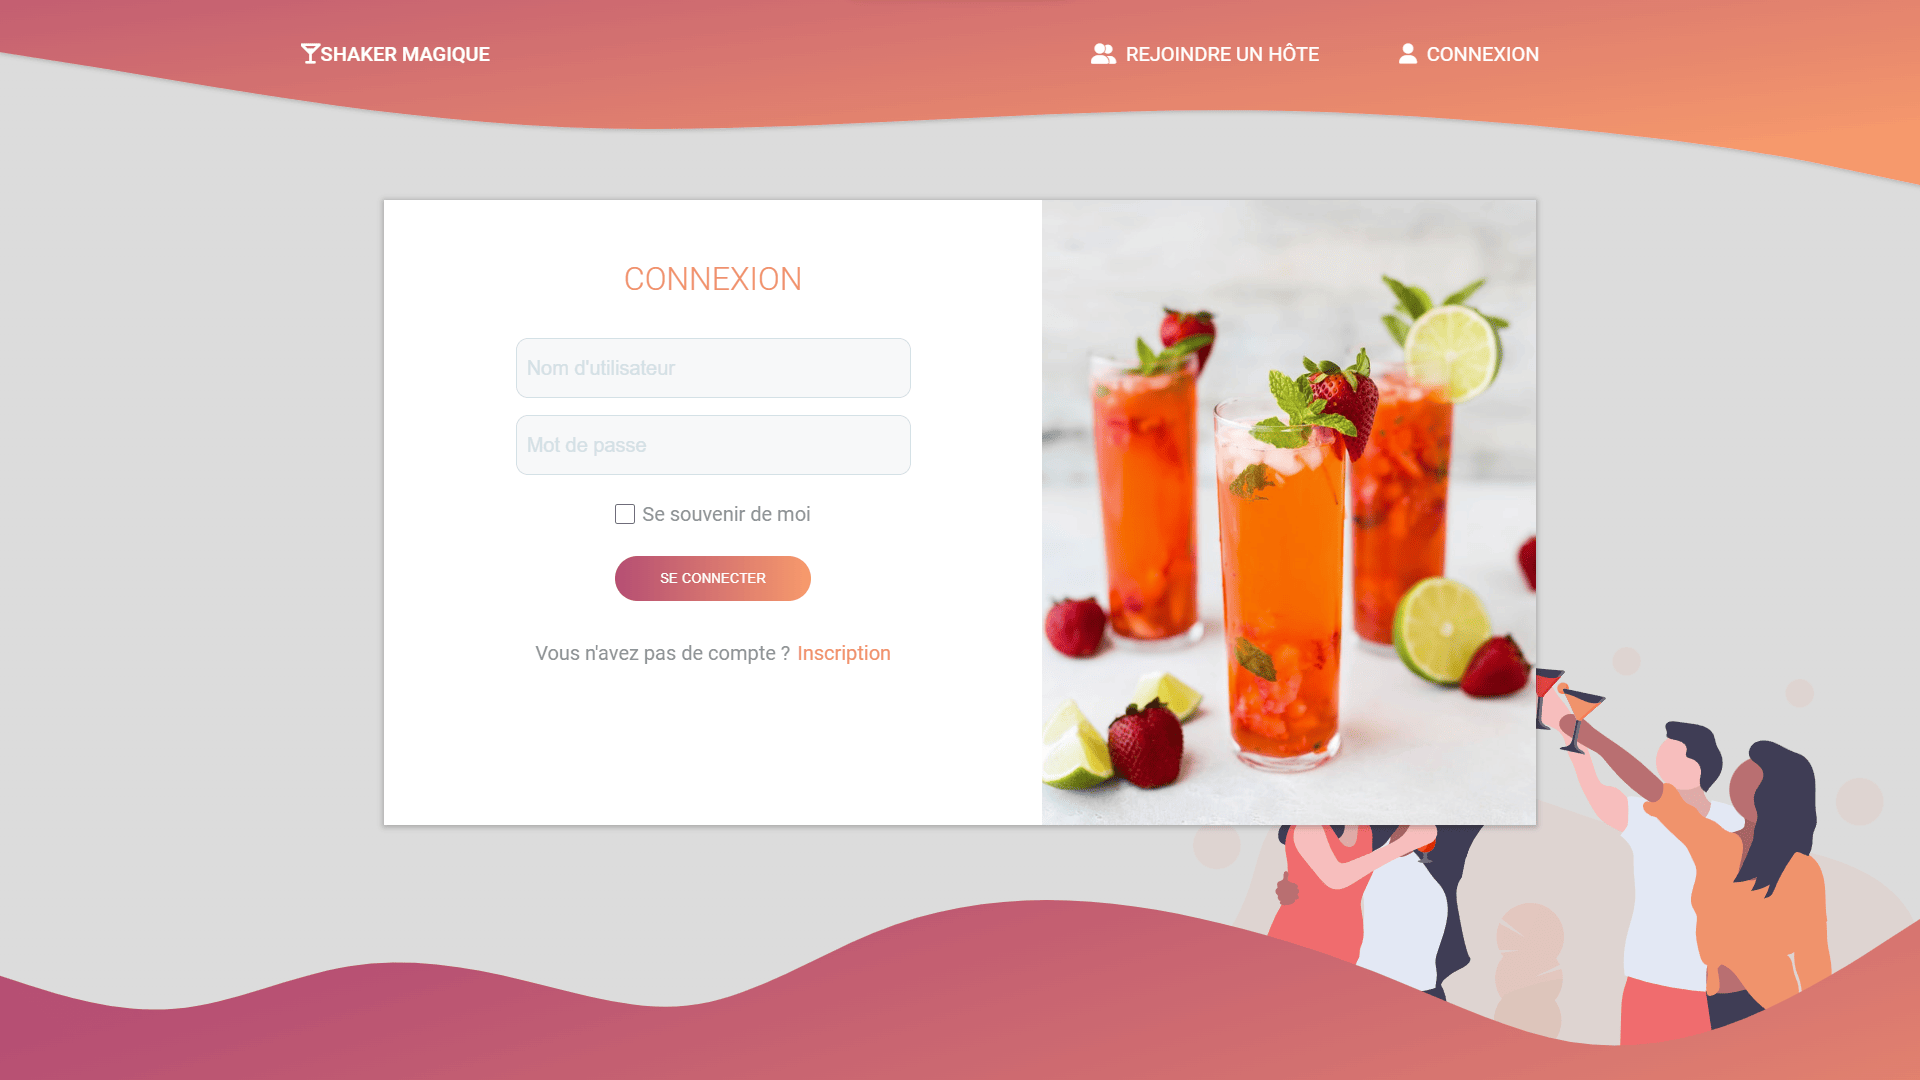 SHAKER MAGIQUE
REJOINDRE UN HÔTE
CONNEXION
CONNEXION
Nom d'utilisateur
Mot de passe
Se souvenir de moi
SE CONNECTER
Vous n'avez pas de compte ? Inscription